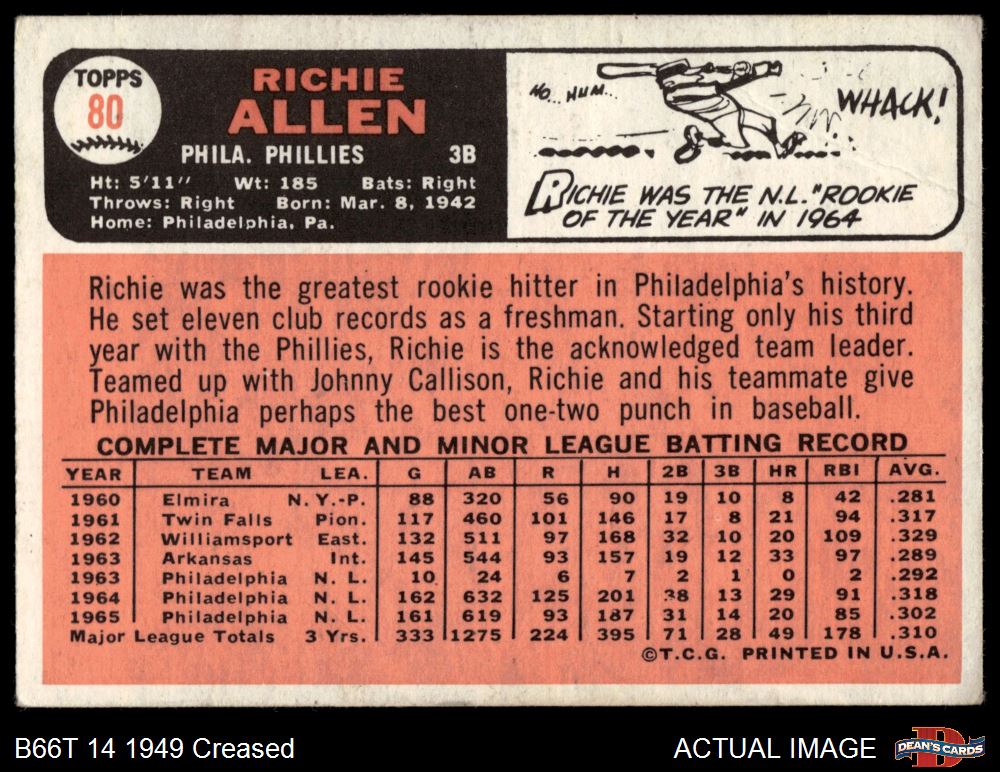 TOPPS
80
RICHIE
ALLEN
PHILA. PHILLIES 3B
Ht: 5'11" Wt: 185 Bats: Right
Throws: Right Born: Mar. 8, 1942
Home: Philadelphia, Pa.
HO.. HUM...
WHACK!
RICHIE WAS THE N.L. "ROOKIE
OF THE YEAR" IN 1964
Richie was the greatest rookie hitter in Philadelphia's history.
He set eleven club records as a freshman. Starting only his third
year with the Phillies, Richie is the acknowledged team leader.
Teamed up with Johnny Callison, Richie and his teammate give
Philadelphia perhaps the best one-two punch in baseball.
COMPLETE MAJOR AND MINOR LEAGUE BATTING RECORD
YEAR TEAM LEA. G AB R H 2B 3B HR RBI AVG.
1960 Elmira N.Y.-P. 88 320 56 90 19 10 8 42 .281
1961 Twin Falls Pion. 117 460 101 146 17 8 21 94 .317
1962 Williamsport East. 132 511 97 168 32 10 20 109 .329
1963 Arkansas Int. 145 544 93 157 19 12 33 97 .289
1963 Philadelphia N. L. 10 24 6 7 2 1 0 2 .292
1964 Philadelphia N. L. 162 632 125 201 38 13 29 91 .318
1965 Philadelphia N. L. 161 619 93 187 31 14 20 85 .302
Major League Totals 3 Yrs. 333 1275 224 395 71 28 49 178 .310
©T.C.G. PRINTED IN U.S.A.
B66T 14 1949 Creased
ACTUAL IMAGE
DEAN'S CARDS